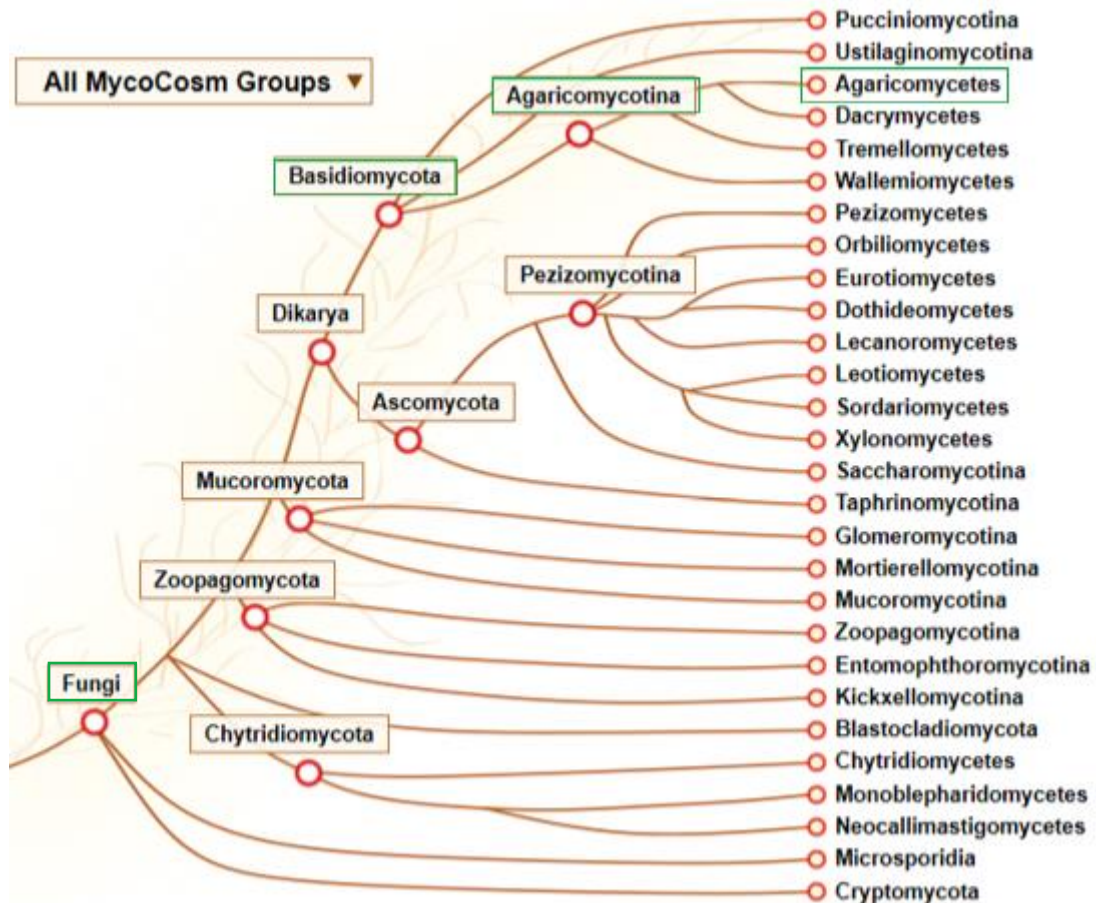 Pucciniomycotina
Ustilaginomycotina
All MycoCosm Groups ▼
Agaricomycotina
Agaricomycetes
Dacrymycetes
Tremellomycetes
Basidiomycota
Wallemiomycetes
Pezizomycetes
Orbiliomycetes
Pezizomycotina
Eurotiomycetes
Dikarya
Dothideomycetes
Lecanoromycetes
Leotiomycetes
Ascomycota
Sordariomycetes
Xylonomycetes
Saccharomycotina
Mucoromycota
Taphrinomycotina
Glomeromycotina
Mortierellomycotina
Zoopagomycota
Mucoromycotina
Zoopagomycotina
Entomophthoromycotina
Fungi
Kickxellomycotina
Blastocladiomycota
Chytridiomycota
Chytridiomycetes
Monoblepharidomycetes
Neocallimastigomycetes
Microsporidia
Cryptomycota